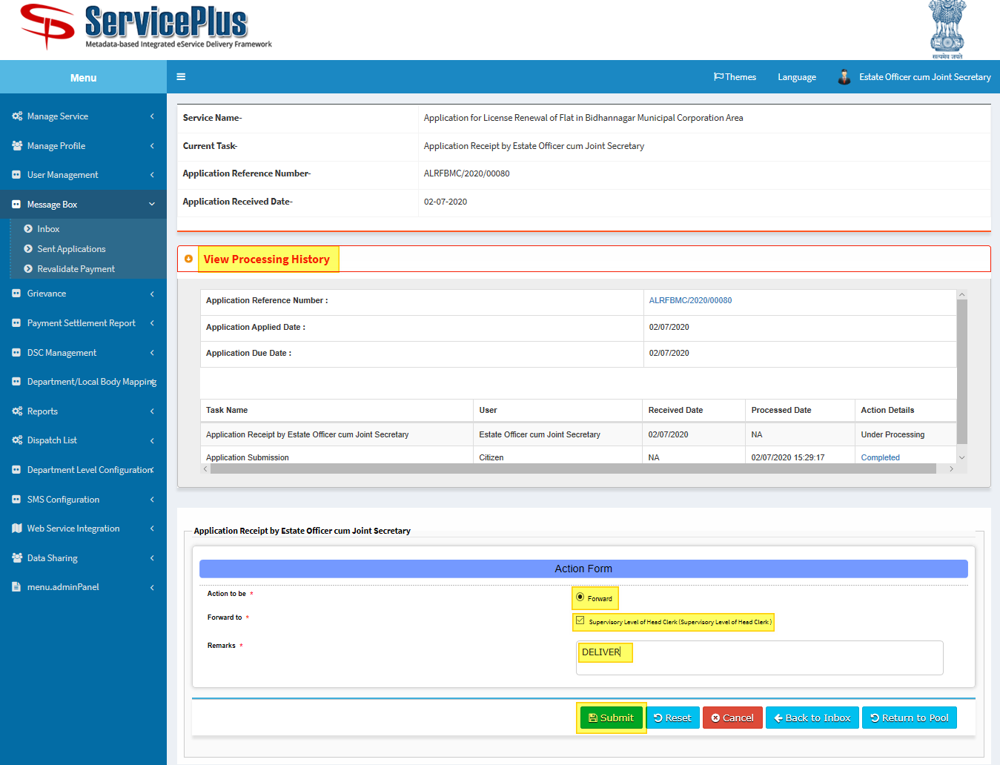 ServicePlus
Metadata-based Integrated eService Delivery Framework
सत्यमेव जयते
Menu
Themes
Language
Estate Officer cum Joint Secretary
Manage Service
Manage Profile
User Management
Message Box
Inbox
Sent Applications
Revalidate Payment
Grievance
Payment Settlement Report
DSC Management
Department/Local Body Mapping
Reports
Dispatch List
Department Level Configuration
SMS Configuration
Web Service Integration
Data Sharing
menu.adminPanel
Service Name- Application for License Renewal of Flat in Bidhannagar Municipal Corporation Area
Current Task- Application Receipt by Estate Officer cum Joint Secretary
Application Reference Number- ALRFBMC/2020/00080
Application Received Date- 02-07-2020
View Processing History
Application Reference Number : ALRFBMC/2020/00080
Application Applied Date : 02/07/2020
Application Due Date : 02/07/2020
Task Name User Received Date Processed Date Action Details
Application Receipt by Estate Officer cum Joint Secretary Estate Officer cum Joint Secretary 02/07/2020 NA Under Processing
Application Submission Citizen NA 02/07/2020 15:29:17 Completed
Application Receipt by Estate Officer cum Joint Secretary
Action Form
Action to be * Forward
Forward to * Supervisory Level of Head Clerk (Supervisory Level of Head Clerk )
Remarks * DELIVER
Submit Reset Cancel Back to Inbox Return to Pool